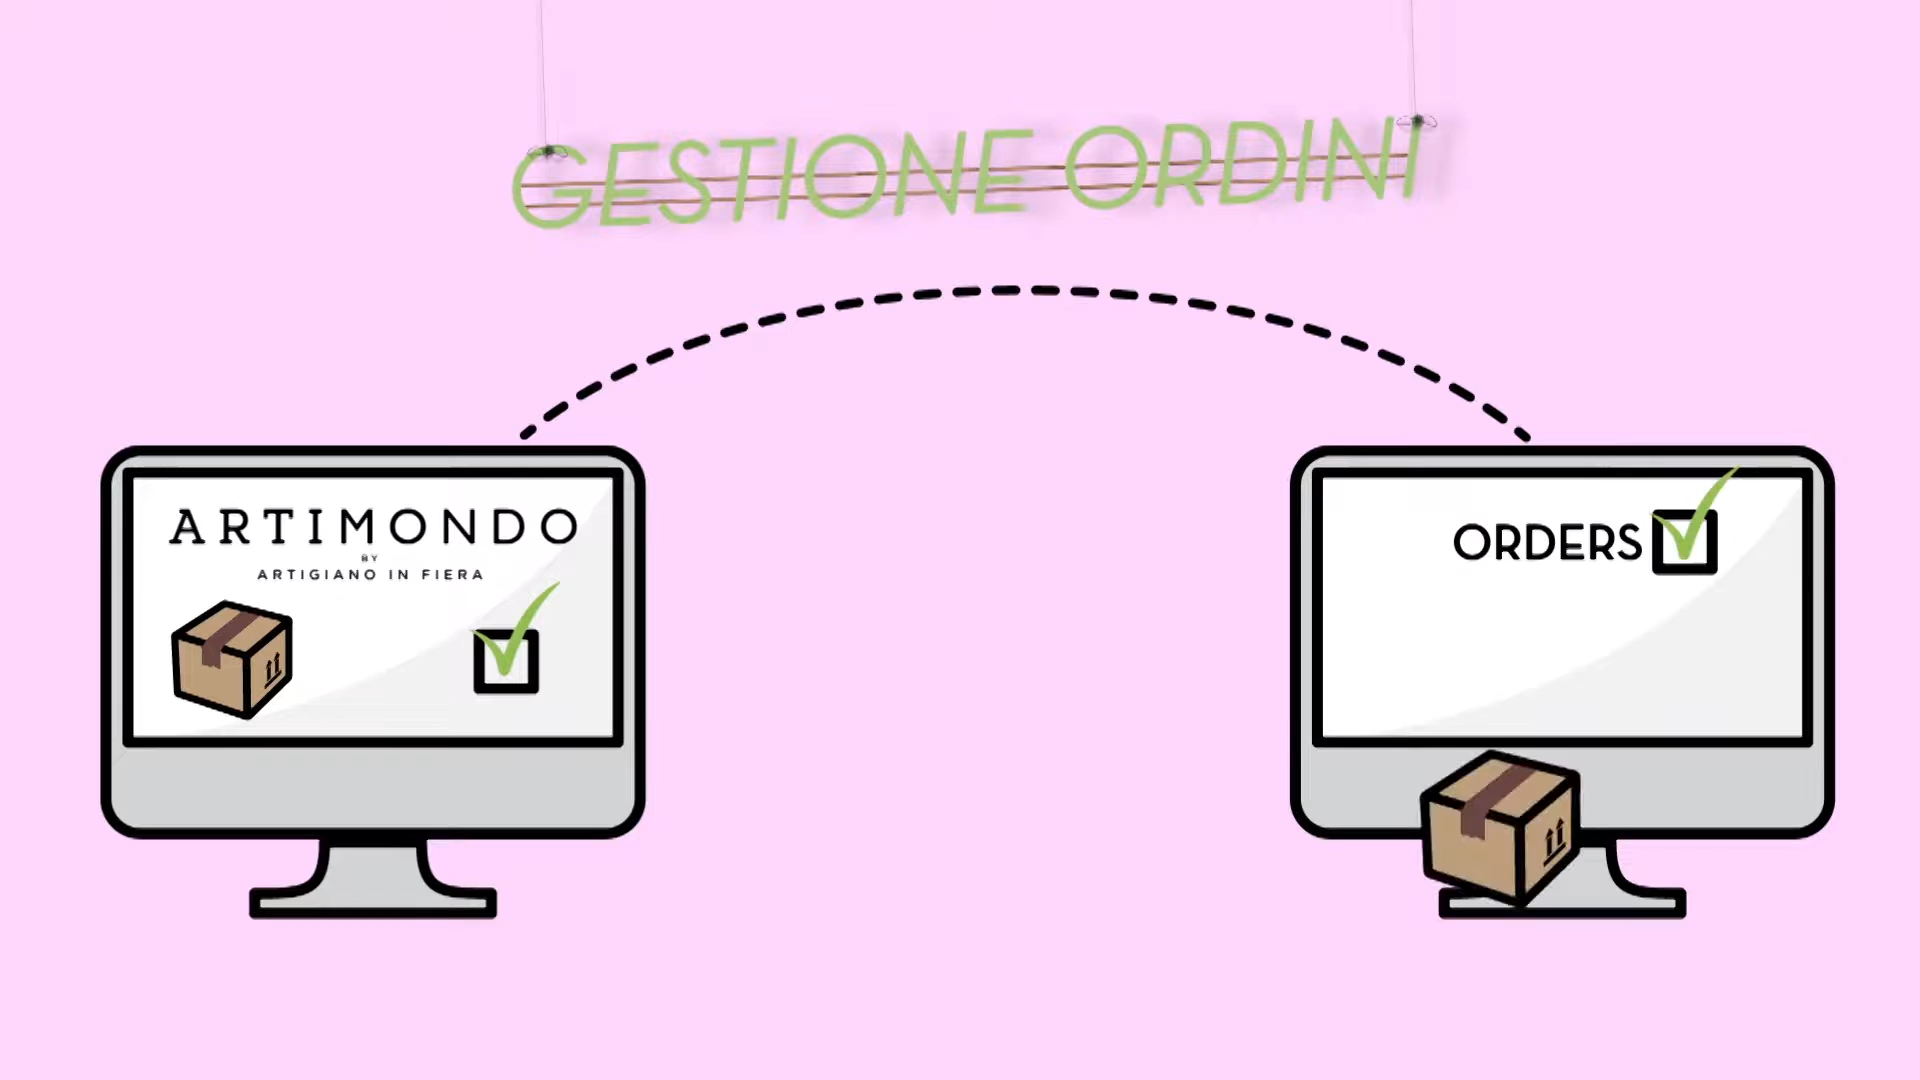 GESTIONE ORDINI
ARTIMONDO
BY
ARTIGIANO IN FIERA
ORDERS